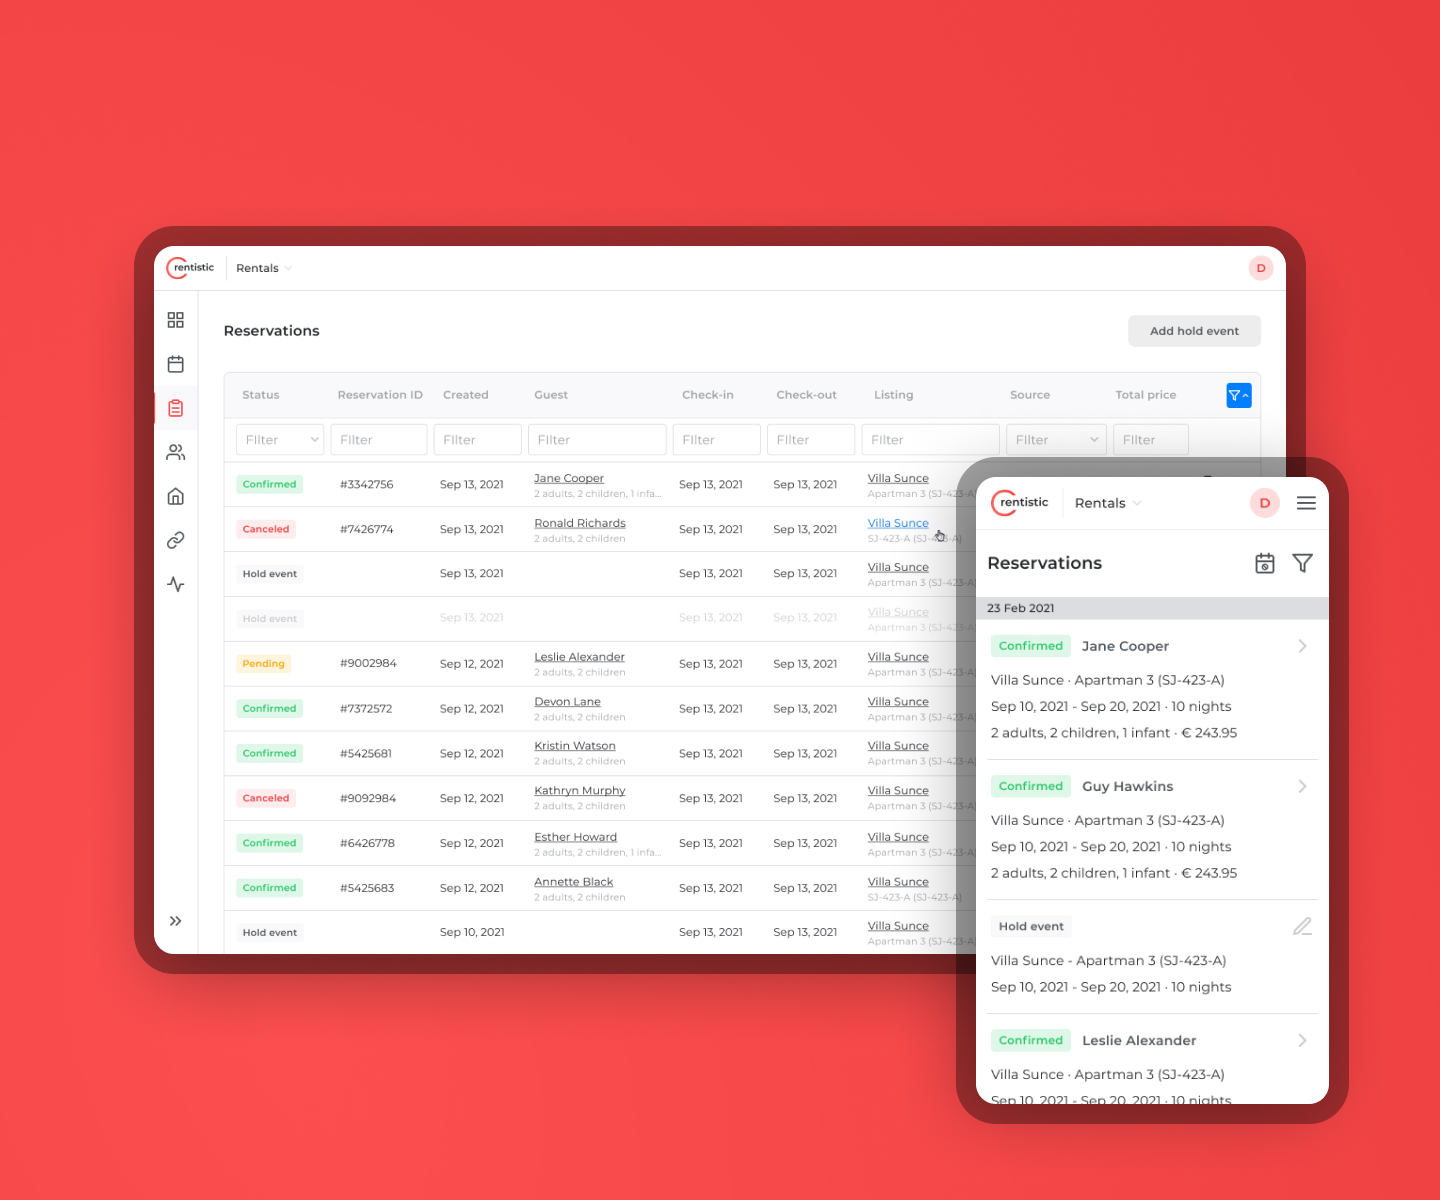 rentistic Rentals D
Reservations Add hold event
Status Reservation ID Created Guest Check-in Check-out Listing Source Total price
FIlter FIlter FIlter FIlter FIlter FIlter FIlter FIlter FIlter
Confirmed #3342756 Sep 13, 2021 Jane Cooper Sep 13, 2021 Sep 13, 2021 Villa Sunce
2 adults, 2 children, 1 infa... Apartman 3 (SJ-423-A)
Canceled #7426774 Sep 13, 2021 Ronald Richards Sep 13, 2021 Sep 13, 2021 Villa Sunce
2 adults, 2 children SJ-423-A (SJ-423-A)
Hold event Sep 13, 2021 Sep 13, 2021 Sep 13, 2021 Villa Sunce
Apartman 3 (SJ-423-A
Hold event Sep 13, 2021 Sep 13, 2021 Sep 13, 2021 Villa Sunce
Apartman 3 (SJ-423-A
Pending #9002984 Sep 12, 2021 Leslie Alexander Sep 13, 2021 Sep 13, 2021 Villa Sunce
2 adults, 2 children Apartman 3 (SJ-423-A
Confirmed #7372572 Sep 12, 2021 Devon Lane Sep 13, 2021 Sep 13, 2021 Villa Sunce
2 adults, 2 children Apartman 3 (SJ-423-A
Confirmed #5425681 Sep 12, 2021 Kristin Watson Sep 13, 2021 Sep 13, 2021 Villa Sunce
2 adults, 2 children Apartman 3 (SJ-423-A
Canceled #9092984 Sep 12, 2021 Kathryn Murphy Sep 13, 2021 Sep 13, 2021 Villa Sunce
2 adults, 2 children Apartman 3 (SJ-423-A
Confirmed #6426778 Sep 12, 2021 Esther Howard Sep 13, 2021 Sep 13, 2021 Villa Sunce
2 adults, 2 children, 1 infa... Apartman 3 (SJ-423-A
Confirmed #5425683 Sep 12, 2021 Annette Black Sep 13, 2021 Sep 13, 2021 Villa Sunce
2 adults, 2 children SJ-423-A (SJ-423-A)
Hold event Sep 10, 2021 Sep 13, 2021 Sep 13, 2021 Villa Sunce
Apartman 3 (SJ-423-A
rentistic Rentals D
Reservations
23 Feb 2021
Confirmed Jane Cooper
Villa Sunce · Apartman 3 (SJ-423-A)
Sep 10, 2021 - Sep 20, 2021 · 10 nights
2 adults, 2 children, 1 infant · € 243.95
Confirmed Guy Hawkins
Villa Sunce · Apartman 3 (SJ-423-A)
Sep 10, 2021 - Sep 20, 2021 · 10 nights
2 adults, 2 children, 1 infant · € 243.95
Hold event
Villa Sunce - Apartman 3 (SJ-423-A)
Sep 10, 2021 - Sep 20, 2021 · 10 nights
Confirmed Leslie Alexander
Villa Sunce · Apartman 3 (SJ-423-A)
Sep 10, 2021 - Sep 20, 2021 · 10 nights